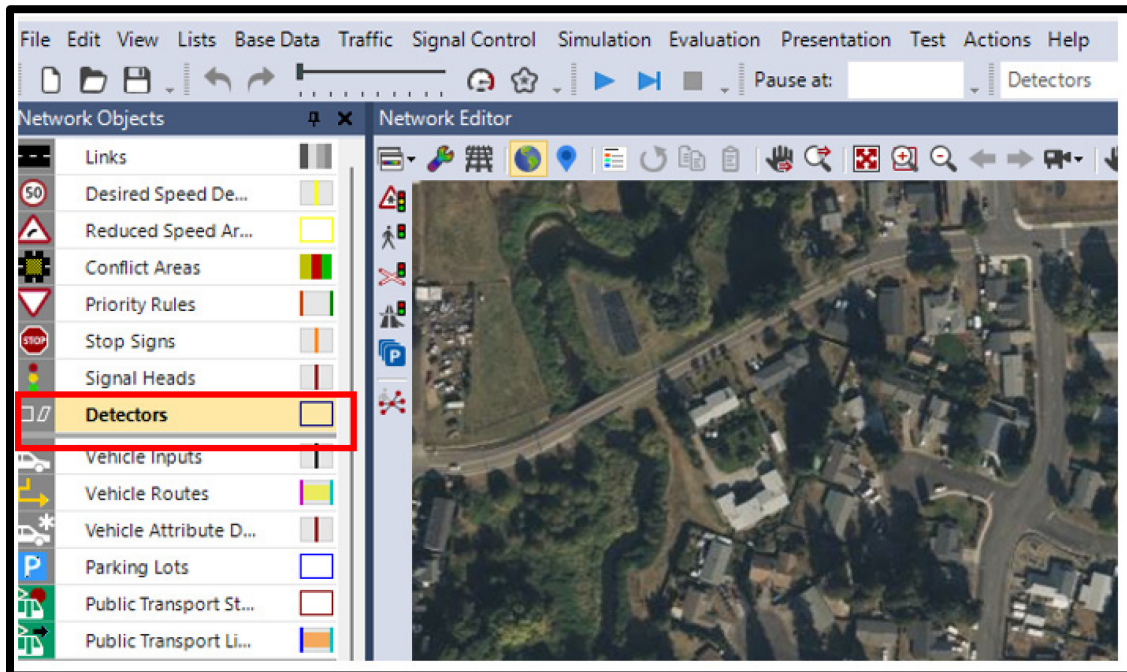 File Edit View Lists Base Data Traffic Signal Control Simulation Evaluation Presentation Test Actions Help
Pause at: Detectors
Network Objects
Network Editor
Links
50 Desired Speed De...
Reduced Speed Ar...
Conflict Areas
Priority Rules
STOP Stop Signs
Signal Heads
Detectors
Vehicle Inputs
Vehicle Routes
Vehicle Attribute D...
P Parking Lots
Public Transport St...
Public Transport Li...
P